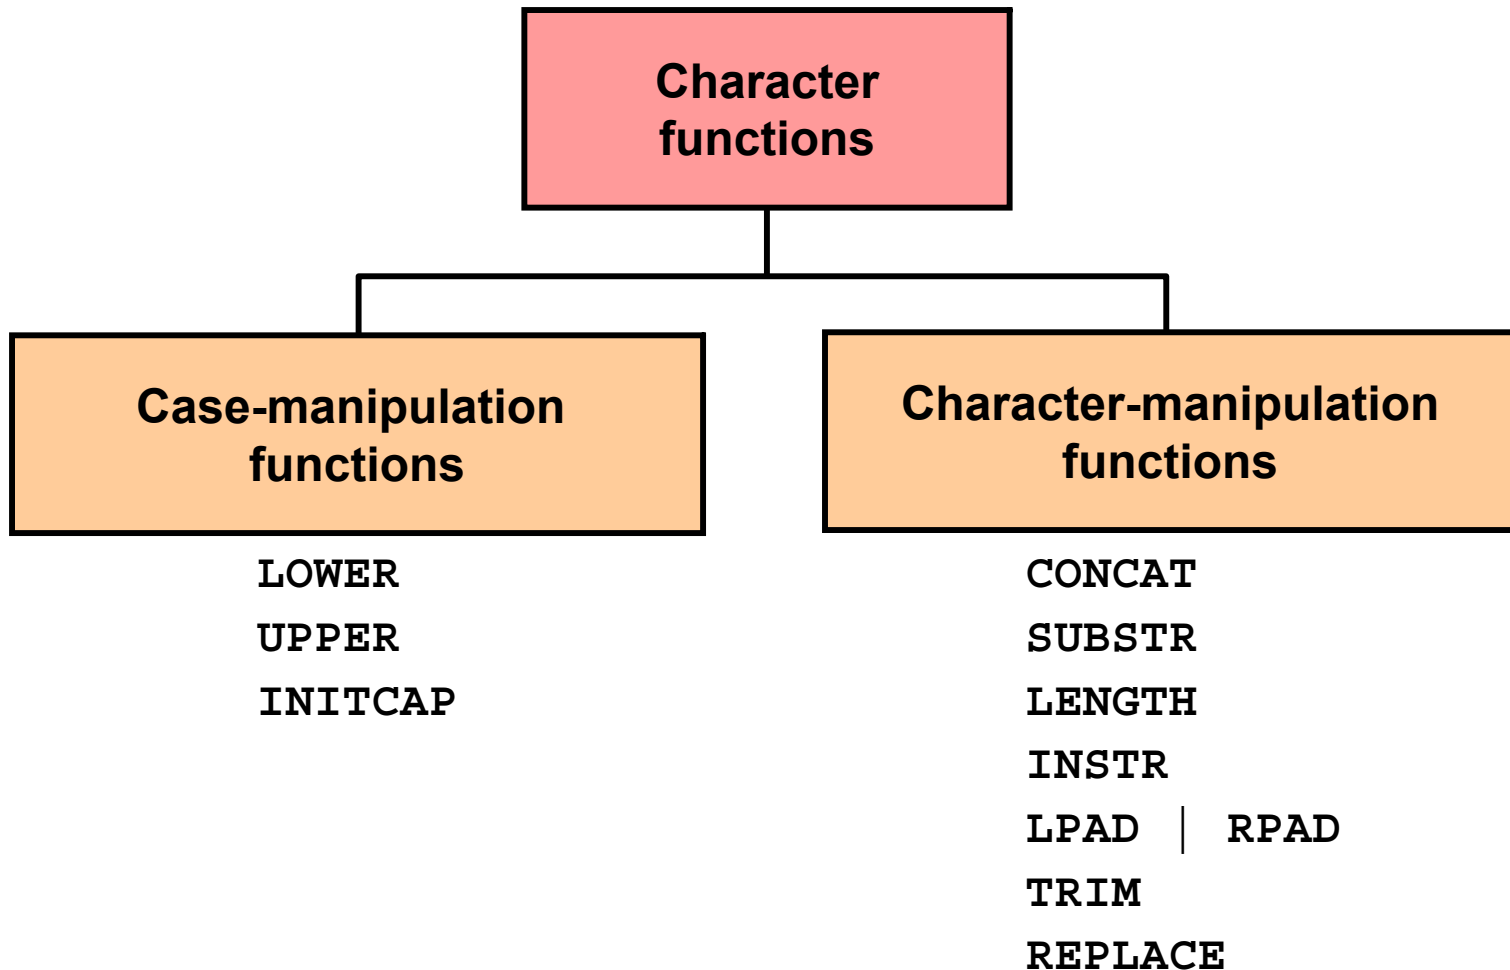 Character
functions
Case-manipulation
functions
LOWER
UPPER
INITCAP
Character-manipulation
functions
CONCAT
SUBSTR
LENGTH
INSTR
LPAD | RPAD
TRIM
REPLACE